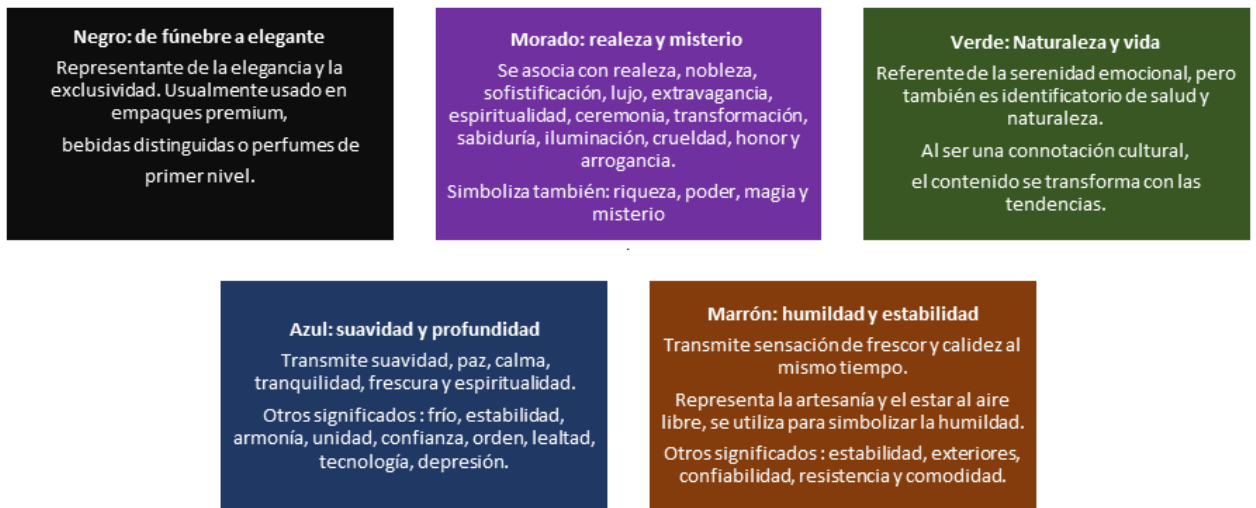 Negro: de fúnebre a elegante
Representante de la elegancia y la
exclusividad. Usualmente usado en
empaques premium,
bebidas distinguidas o perfumes de
primer nivel.
Morado: realeza y misterio
Se asocia con realeza, nobleza,
sofistificación, lujo, extravagancia,
espiritualidad, ceremonia, transformación,
sabiduría, iluminación, crueldad, honor y
arrogancia.
Simboliza también: riqueza, poder, magia y
misterio
Verde: Naturaleza y vida
Referente de la serenidad emocional, pero
también es identificatorio de salud y
naturaleza.
Al ser una connotación cultural,
el contenido se transforma con las
tendencias.
.
Azul: suavidad y profundidad
Transmite suavidad, paz, calma,
tranquilidad, frescura y espiritualidad.
Otros significados : frío, estabilidad,
armonía, unidad, confianza, orden, lealtad,
tecnología, depresión.
Marrón: humildad y estabilidad
Transmite sensación de frescor y calidez al
mismo tiempo.
Representa la artesanía y el estar al aire
libre, se utiliza para simbolizar la humildad.
Otros significados : estabilidad, exteriores,
confiabilidad, resistencia y comodidad.